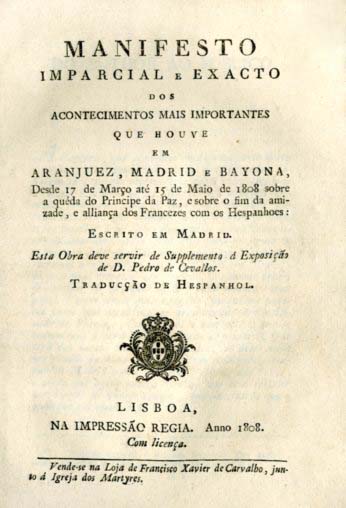 MANIFESTO
IMPARCIAL E EXACTO
DOS
ACONTECIMENTOS MAIS IMPORTANTES
QUE HOUVE
EM
ARANJUEZ, MADRID E BAYONA,
Desde 17 de Março até 15 de Maio de 1808 sobre
a quéda do Principe da Paz, e sobre o fim da ami-
zade, e alliança dos Francezes com os Hespanhoes:
ESCRITO EM MADRID.
Esta Obra deve servir de Supplemento á Exposição
de D. Pedro de Cevallos.
TRADUCÇÃO DE HESPANHOL.
LISBOA,
NA IMPRESSÃO REGIA. Anno 1808.
Com licença.
Vende-se na Loja de Francisco Xavier de Carvalho, jun-
to á Igreja dos Martyres.